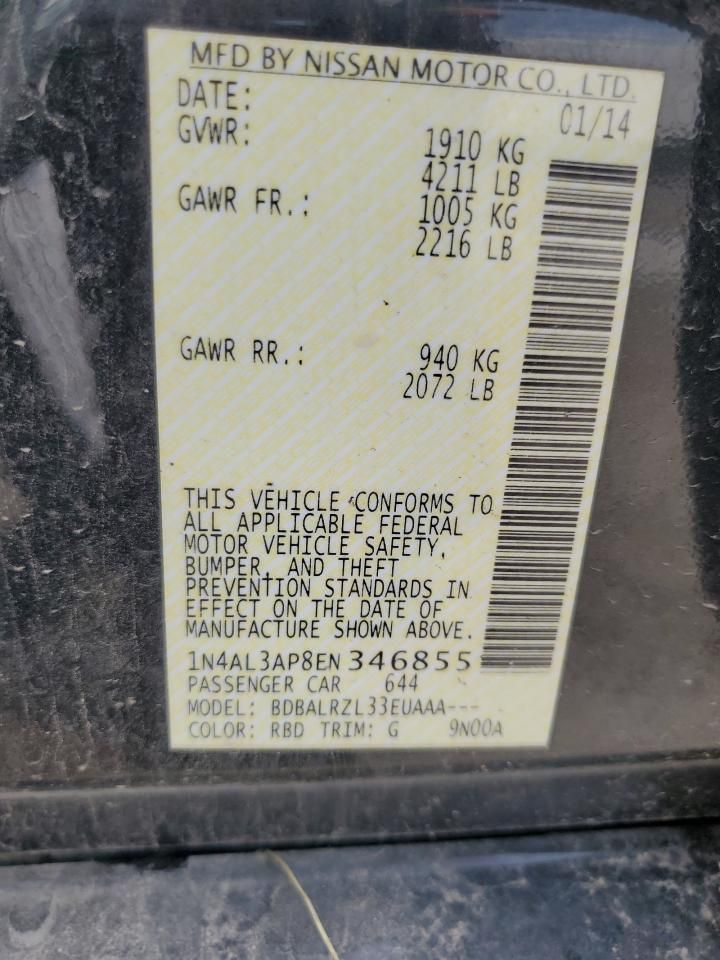 MFD BY NISSAN MOTOR CO., LTD.
DATE: 01/14
GVWR: 1910 KG
4211 LB
GAWR FR.: 1005 KG
2216 LB
GAWR RR.: 940 KG
2072 LB
THIS VEHICLE CONFORMS TO
ALL APPLICABLE FEDERAL
MOTOR VEHICLE SAFETY,
BUMPER, AND THEFT
PREVENTION STANDARDS IN
EFFECT ON THE DATE OF
MANUFACTURE SHOWN ABOVE.
1N4AL3AP8EN346855
PASSENGER CAR 644
MODEL: BDBALRZL33EUAAA---
COLOR: RBD TRIM: G 9N00A